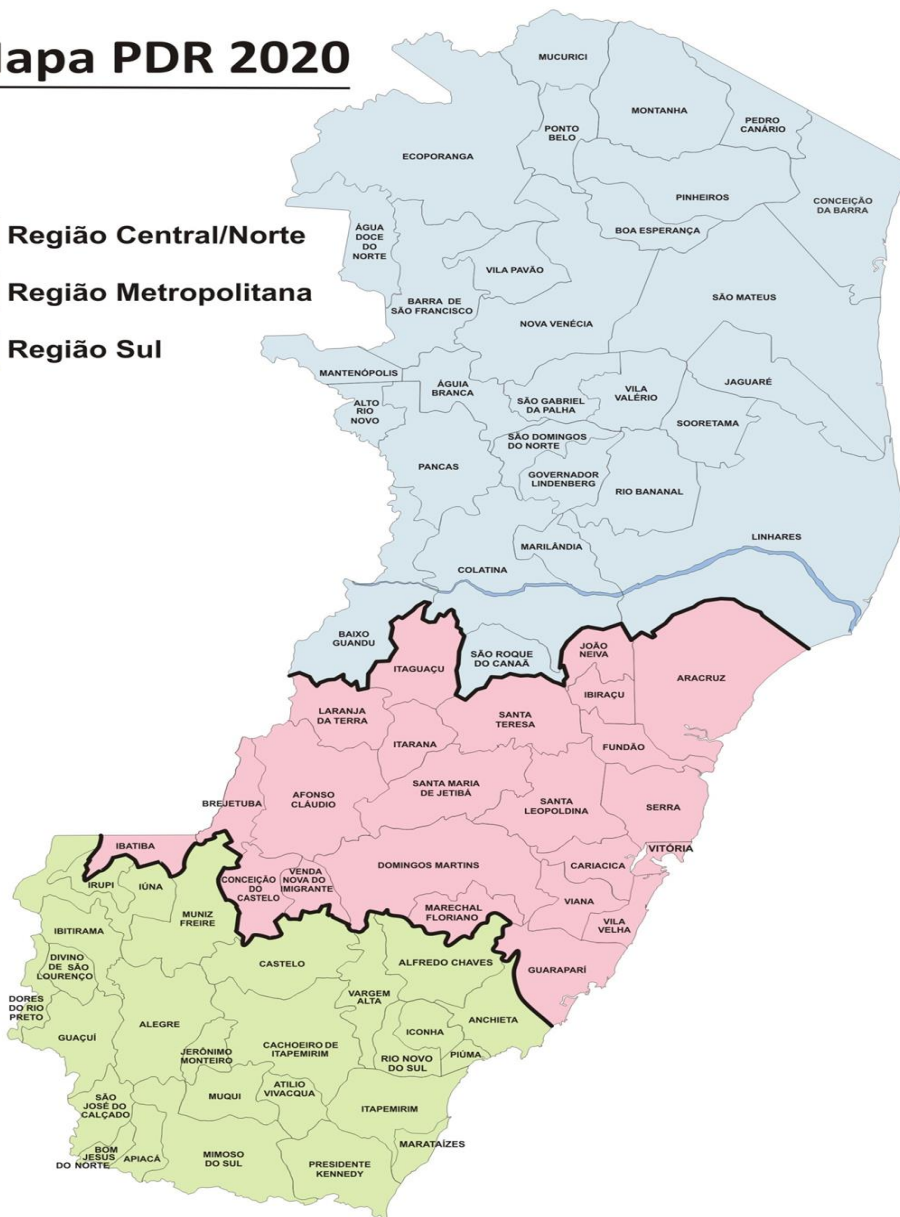 lapa PDR 2020
Região Central/Norte
Região Metropolitana
Região Sul
MUCURICI
MONTANHA
PEDRO
CANÁRIO
PONTO
BELO
ECOPORANGA
PINHEIROS
CONCEIÇÃO
DA BARRA
ÁGUA
DOCE
DO
NORTE
BOA ESPERANÇA
VILA PAVÃO
BARRA DE
SÃO FRANCISCO
SÃO MATEUS
NOVA VENÉCIA
MANTENÓPOLIS
ÁGUIA
BRANCA
JAGUARÉ
ALTO
RIO
NOVO
SÃO GABRIEL
DA PALHA
VILA
VALÉRIO
SOORETAMA
SÃO DOMINGOS
DO NORTE
PANCAS
GOVERNADOR
LINDENBERG
RIO BANANAL
LINHARES
MARILÂNDIA
COLATINA
BAIXO
GUANDU
SÃO ROQUE
DO CANAÃ
JOÃO
NEIVA
ITAGUAÇU
ARACRUZ
IBIRAÇU
LARANJA
DA TERRA
SANTA
TERESA
ITARANA
FUNDÃO
SANTA MARIA
DE JETIBÁ
AFONSO
CLÁUDIO
BREJETUBA
SANTA
LEOPOLDINA
SERRA
IBATIBA
VITÓRIA
DOMINGOS MARTINS
CARIACICA
CONCEIÇÃO
DO
CASTELO
VENDA
NOVA DO
IMIGRANTE
IRUPI
IÚNA
MARECHAL
FLORIANO
VIANA
VILA
VELHA
MUNIZ
FREIRE
IBITIRAMA
CASTELO
ALFREDO CHAVES
GUARAPARÍ
DIVINO
DE SÃO
LOURENÇO
VARGEM
ALTA
DORES
DO RIO
PRETO
ANCHIETA
ALEGRE
ICONHA
GUAÇUÍ
JERÔNIMO
MONTEIRO
CACHOEIRO DE
ITAPEMIRIM
RIO NOVO
DO SUL
PIÚMA
ATILIO
VIVACQUA
MUQUI
SÃO
JOSÉ DO
CALÇADO
ITAPEMIRIM
MARATAÍZES
BOM
JESUS
DO NORTE
APIACÁ
MIMOSO
DO SUL
PRESIDENTE
KENNEDY